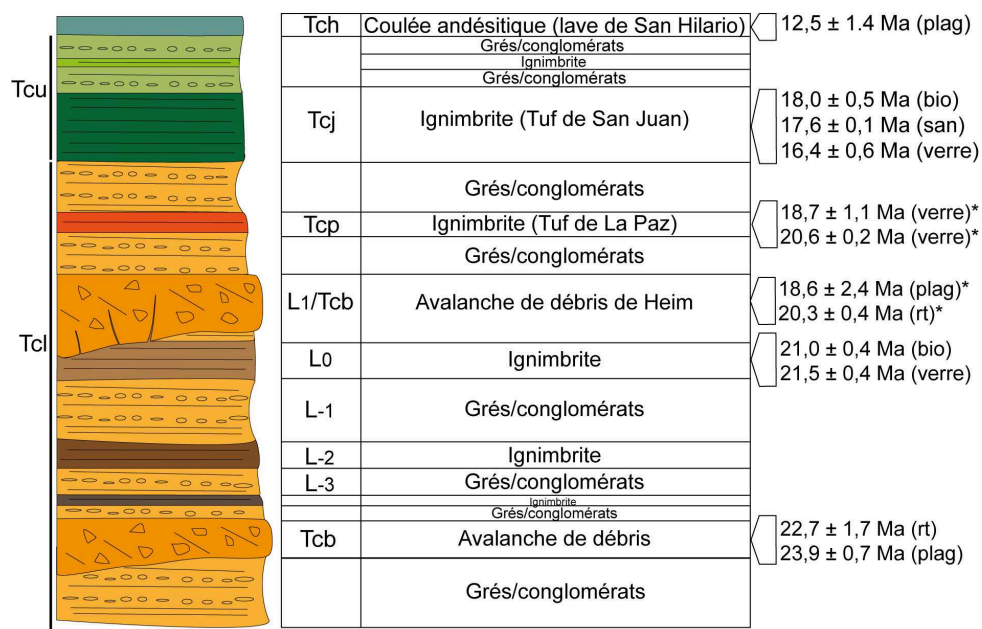 Tcu
Tcl
Tch Coulée andésitique (lave de San Hilario) 12,5 ± 1.4 Ma (plag)
Grés/conglomérats
Ignimbrite
Grés/conglomérats
Tcj Ignimbrite (Tuf de San Juan)
18,0 ± 0,5 Ma (bio)
17,6 ± 0,1 Ma (san)
16,4 ± 0,6 Ma (verre)
Grés/conglomérats
Tcp Ignimbrite (Tuf de La Paz)
18,7 ± 1,1 Ma (verre)*
20,6 ± 0,2 Ma (verre)*
Grés/conglomérats
L1/Tcb Avalanche de débris de Heim
18,6 ± 2,4 Ma (plag)*
20,3 ± 0,4 Ma (rt)*
L0 Ignimbrite
21,0 ± 0,4 Ma (bio)
21,5 ± 0,4 Ma (verre)
L-1 Grés/conglomérats
L-2 Ignimbrite
L-3 Grés/conglomérats
Ignimbrite
Grés/conglomérats
Tcb Avalanche de débris
22,7 ± 1,7 Ma (rt)
23,9 ± 0,7 Ma (plag)
Grés/conglomérats